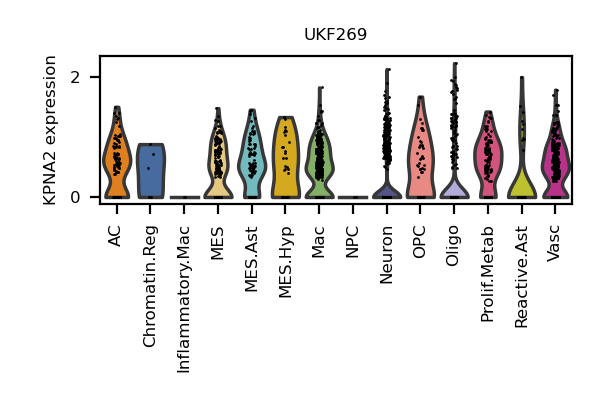 UKF269
KPNA2 expression
2
0
AC
Chromatin.Reg
Inflammatory.Mac
MES
MES.Ast
MES.Hyp
Mac
NPC
Neuron
OPC
Oligo
Prolif.Metab
Reactive.Ast
Vasc